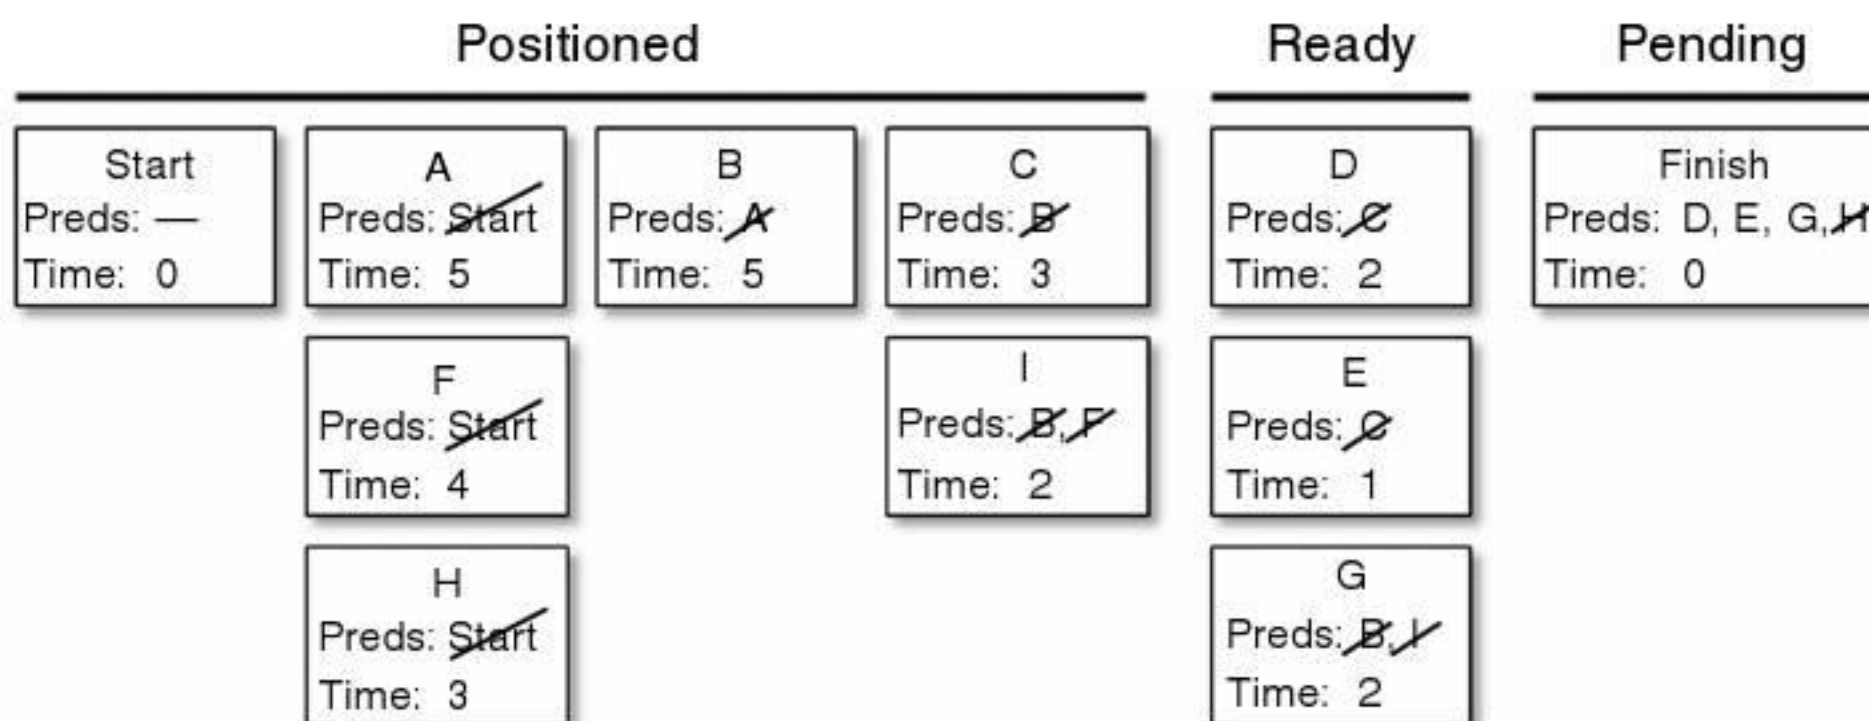 Positioned
Ready
Pending
Start
Preds: —
Time: 0
A
Preds: Start
Time: 5
B
Preds: A
Time: 5
C
Preds: B
Time: 3
D
Preds: C
Time: 2
Finish
Preds: D, E, G, H
Time: 0
F
Preds: Start
Time: 4
I
Preds: B, F
Time: 2
E
Preds: C
Time: 1
H
Preds: Start
Time: 3
G
Preds: B, I
Time: 2